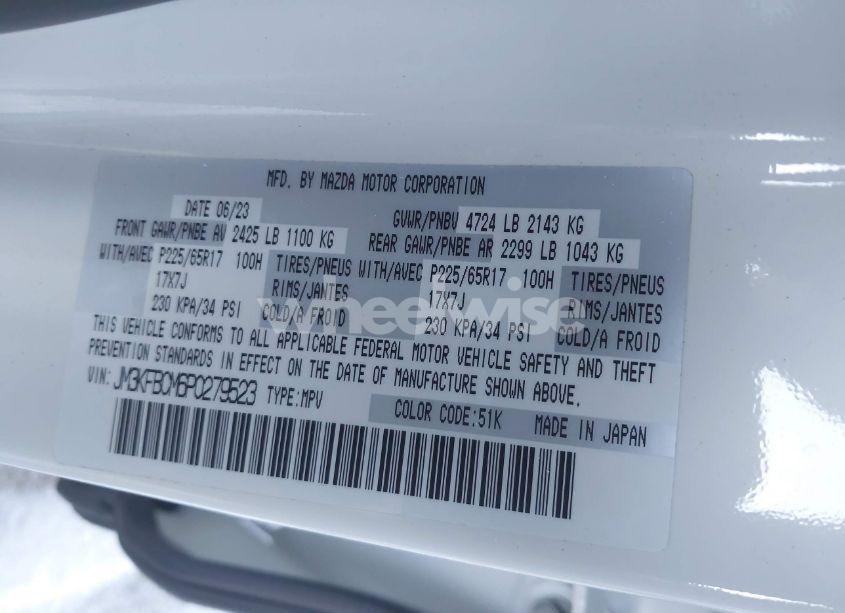 MFD. BY MAZDA MOTOR CORPORATION
DATE 06/23 GVWR/PNBV 4724 LB 2143 KG
FRONT GAWR/PNBE AV 2425 LB 1100 KG REAR GAWR/PNBE AR 2299 LB 1043 KG
WITH/AVEC P225/65R17 100H TIRES/PNEUS WITH/AVEC P225/65R17 100H TIRES/PNEUS
17X7J RIMS/JANTES 17X7J RIMS/JANTES
230 KPA/34 PSI COLD/A FROID 230 KPA/34 PSI COLD/A FROID
THIS VEHICLE CONFORMS TO ALL APPLICABLE FEDERAL MOTOR VEHICLE SAFETY AND THEFT
PREVENTION STANDARDS IN EFFECT ON THE DATE OF MANUFACTURE SHOWN ABOVE.
VIN: JM3KFBCM6P0279523 TYPE:MPV
COLOR CODE:51K MADE IN JAPAN
wheelwise